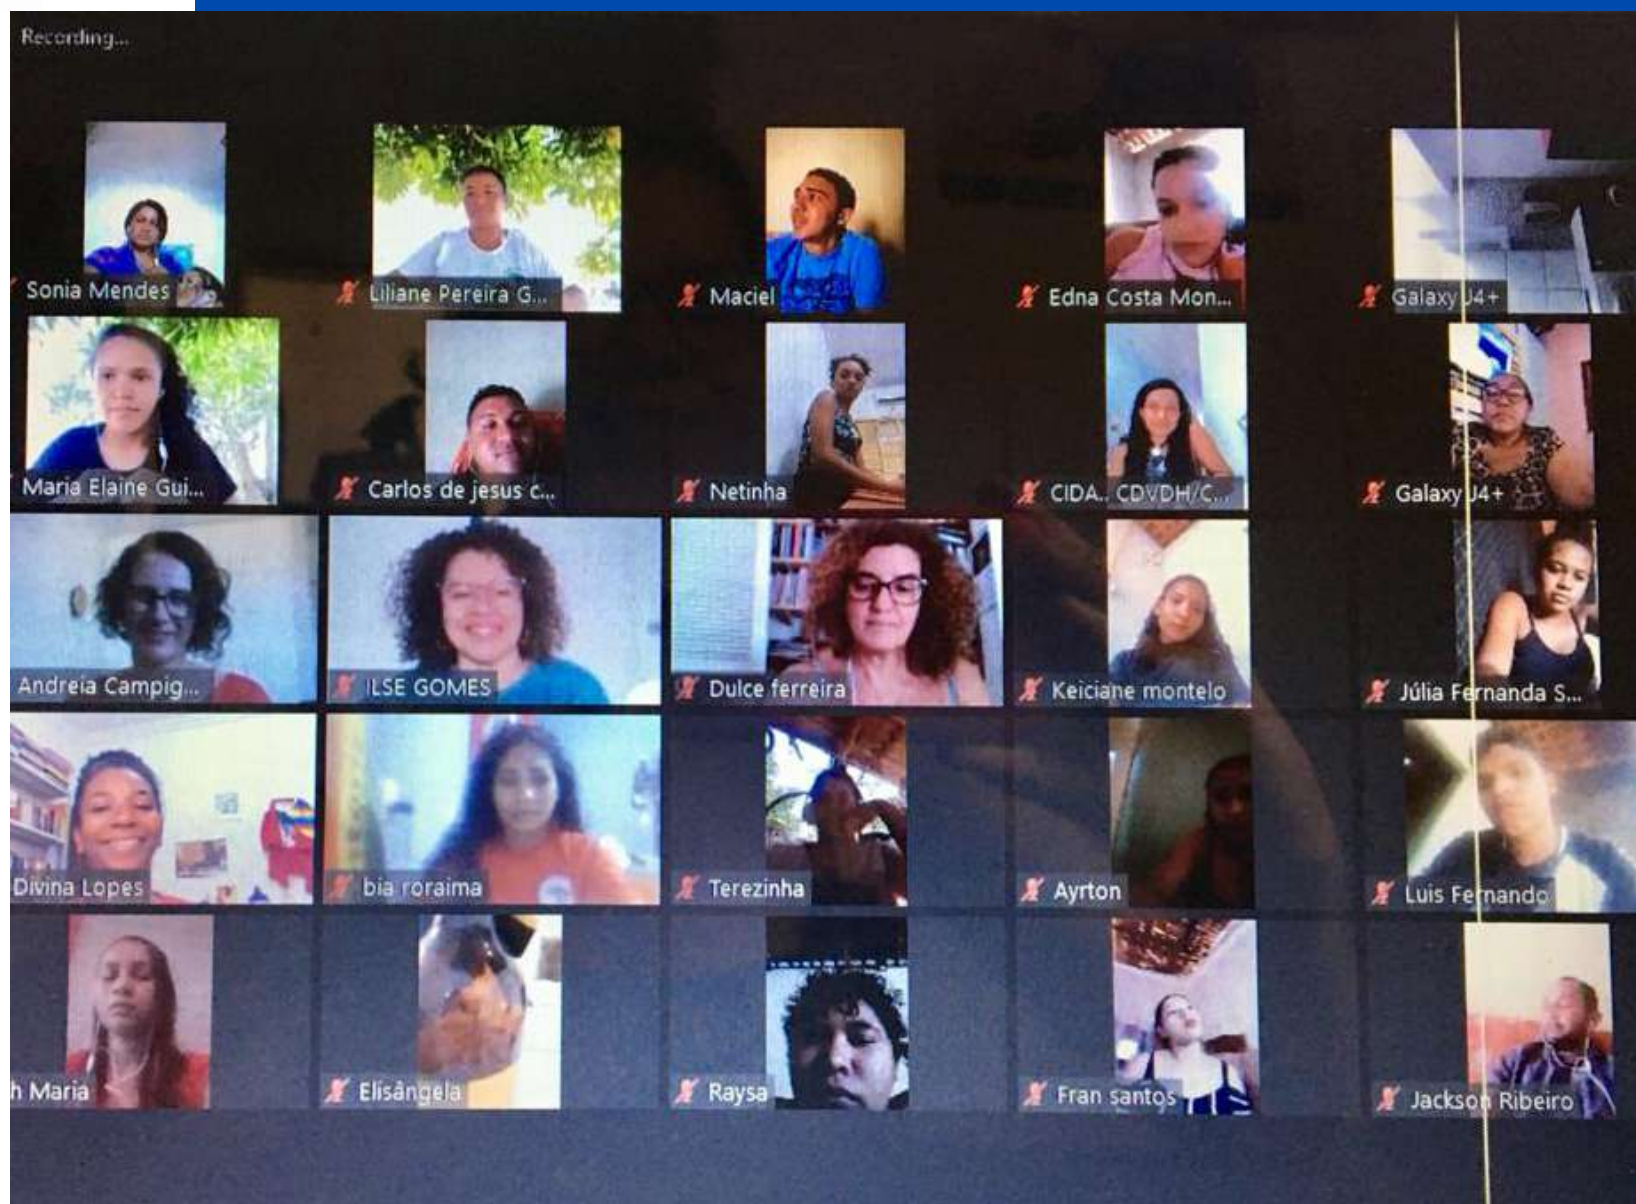 Recording...
Sonia Mendes
Liliane Pereira G...
Maciel
Edna Costa Mon...
Galaxy J4+
Maria Elaine Gui...
Carlos de jesus c...
Netinha
CIDA.. CDVDH/C...
Galaxy J4+
Andreia Campig...
ILSE GOMES
Dulce ferreira
Keiciane montelo
Júlia Fernanda S...
Divina Lopes
bia roraima
Terezinha
Ayrton
Luis Fernando
h Maria
Elisângela
Raysa
Fran santos
Jackson Ribeiro